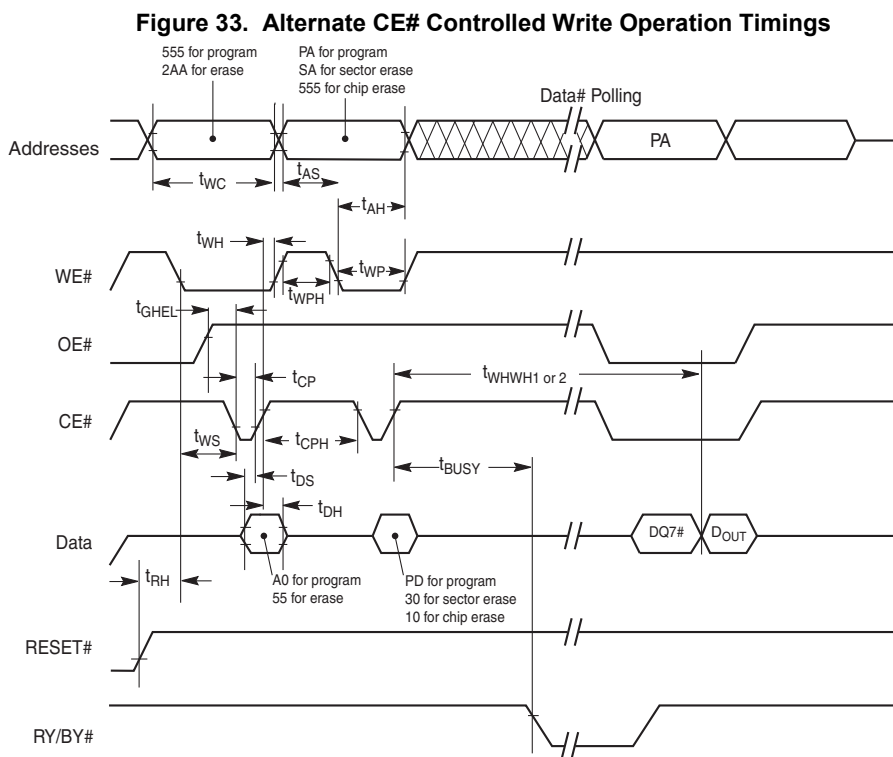 Figure 33. Alternate CE# Controlled Write Operation Timings
555 for program
2AA for erase
PA for program
SA for sector erase
555 for chip erase
Data# Polling
Addresses
PA
tWC
tAS
tAH
tWH
tWP
WE#
tWPH
tGHEL
OE#
tCP
tWHWH1 or 2
CE#
tWS
tCPH
tBUSY
tDS
tDH
Data
DQ7#
DOUT
tRH
A0 for program
55 for erase
PD for program
30 for sector erase
10 for chip erase
RESET#
RY/BY#